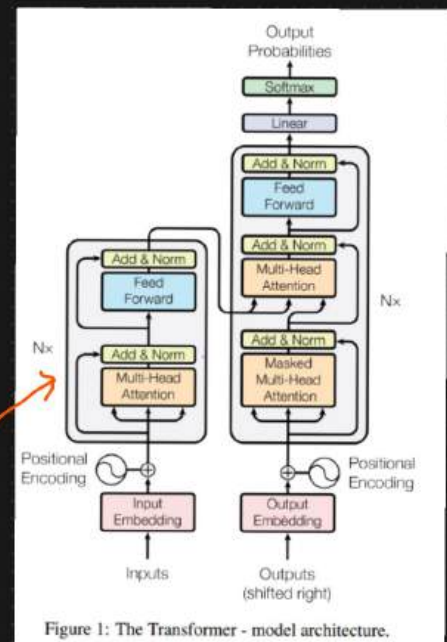 Output
Probabilities
Softmax
Linear
Add & Norm
Feed
Forward
Add & Norm
Multi-Head
Attention
Add & Norm
Masked
Multi-Head
Attention
Nx
Add & Norm
Feed
Forward
Nx
Add & Norm
Multi-Head
Attention
Positional
Encoding
Positional
Encoding
Input
Embedding
Output
Embedding
Inputs
Outputs
(shifted right)
Figure 1: The Transformer - model architecture.